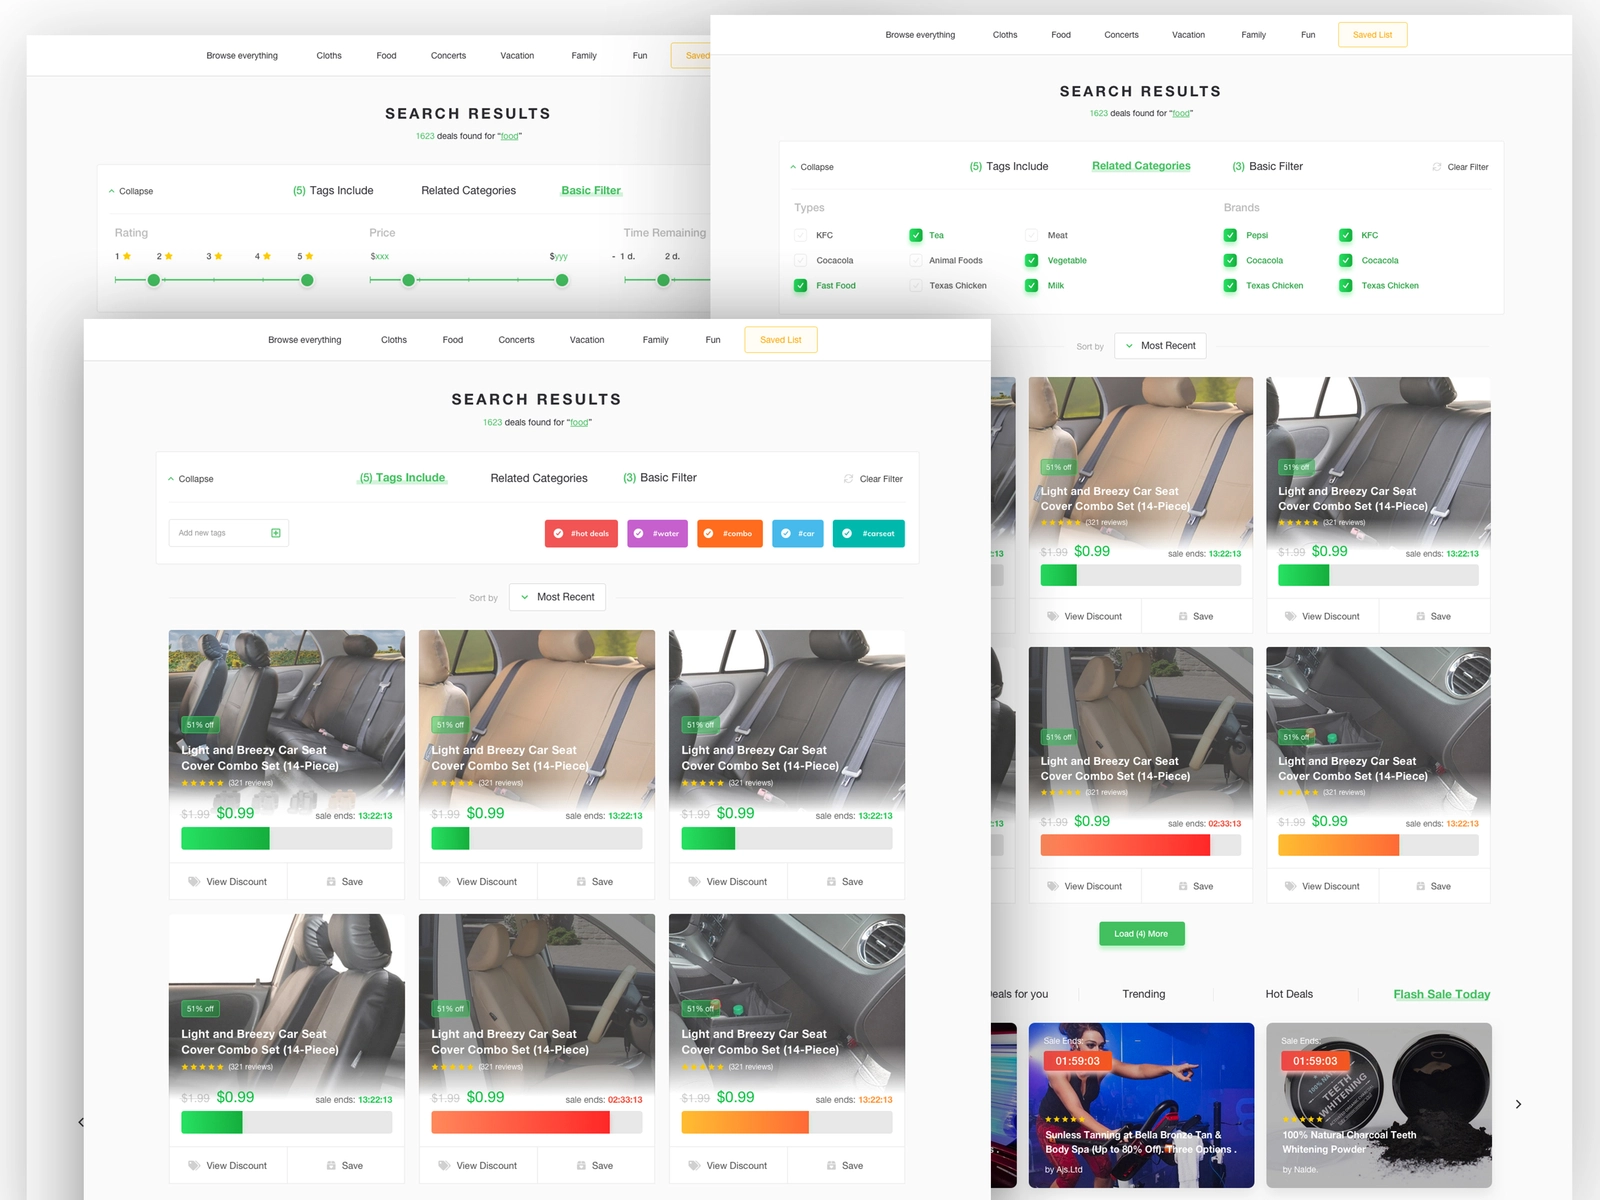 Browse everything Cloths Food Concerts Vacation Family Fun Saved
SEARCH RESULTS
1623 deals found for “food”
Collapse (5) Tags Include Related Categories Basic Filter
Rating Price Time Remaining
1 2 3 4 5 $xxx $yyy - 1 d. 2 d.
Browse everything Cloths Food Concerts Vacation Family Fun Saved List
SEARCH RESULTS
1623 deals found for “food”
Collapse (5) Tags Include Related Categories (3) Basic Filter Clear Filter
Types Brands
KFC Tea Meat Pepsi KFC
Cocacola Animal Foods Vegetable Cocacola Cocacola
Fast Food Texas Chicken Milk Texas Chicken Texas Chicken
Sort by Most Recent
51% off 51% off
Light and Breezy Car Seat Light and Breezy Car Seat
Cover Combo Set (14-Piece) Cover Combo Set (14-Piece)
(321 reviews) (321 reviews)
:13 $1.99 $0.99 sale ends: 13:22:13 $1.99 $0.99 sale ends: 13:22:13
View Discount Save View Discount Save
51% off 51% off
Light and Breezy Car Seat Light and Breezy Car Seat
Cover Combo Set (14-Piece) Cover Combo Set (14-Piece)
(321 reviews) (321 reviews)
:13 $1.99 $0.99 sale ends: 02:33:13 $1.99 $0.99 sale ends: 13:22:13
View Discount Save View Discount Save
Load (4) More
eals for you Trending Hot Deals Flash Sale Today
Sale Ends: Sale Ends:
01:59:03 01:59:03
100% NA
TEETH
WHITENING
Sunless Tanning at Bella Bronze Tan & 100% Natural Charcoal Teeth
s . Body Spa (Up to 80% Off). Three Options . Whitening Powder
by Ajs.Ltd by Nalde.
Browse everything Cloths Food Concerts Vacation Family Fun Saved List
SEARCH RESULTS
1623 deals found for “food”
Collapse (5) Tags Include Related Categories (3) Basic Filter Clear Filter
Add new tags #hot deals #water #combo #car #carseat
Sort by Most Recent
51% off 51% off 51% off
Light and Breezy Car Seat Light and Breezy Car Seat Light and Breezy Car Seat
Cover Combo Set (14-Piece) Cover Combo Set (14-Piece) Cover Combo Set (14-Piece)
(321 reviews) (321 reviews) (321 reviews)
$1.99 $0.99 sale ends: 13:22:13 $1.99 $0.99 sale ends: 13:22:13 $1.99 $0.99 sale ends: 13:22:13
View Discount Save View Discount Save View Discount Save
51% off 51% off 51% off
Light and Breezy Car Seat Light and Breezy Car Seat Light and Breezy Car Seat
Cover Combo Set (14-Piece) Cover Combo Set (14-Piece) Cover Combo Set (14-Piece)
(321 reviews) (321 reviews) (321 reviews)
$1.99 $0.99 sale ends: 13:22:13 $1.99 $0.99 sale ends: 02:33:13 $1.99 $0.99 sale ends: 13:22:13
View Discount Save View Discount Save View Discount Save